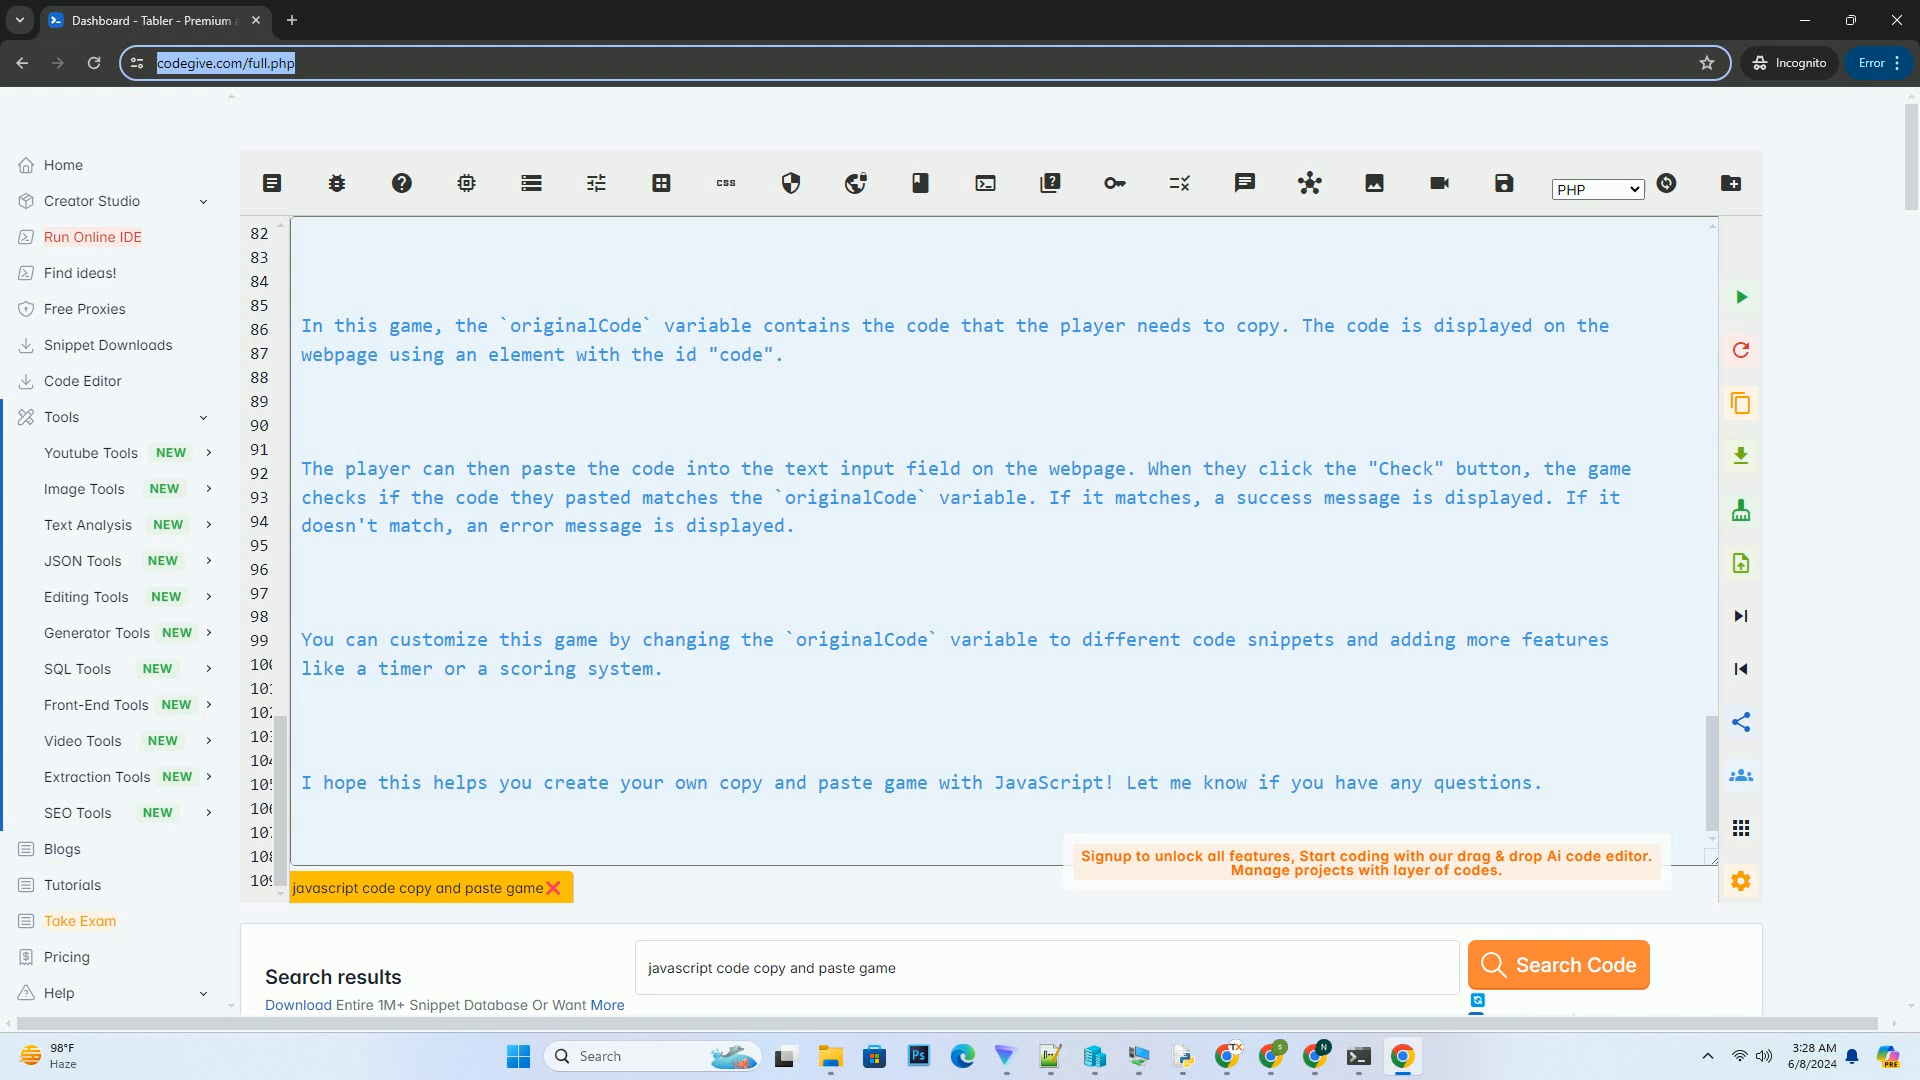 Dashboard - Tabler - Premium
codegive.com/full.php
Incognito
Error
Home
Creator Studio
Run Online IDE
Find ideas!
Free Proxies
Snippet Downloads
Code Editor
Tools
Youtube Tools NEW
Image Tools NEW
Text Analysis NEW
JSON Tools NEW
Editing Tools NEW
Generator Tools NEW
SQL Tools NEW
Front-End Tools NEW
Video Tools NEW
Extraction Tools NEW
SEO Tools NEW
Blogs
Tutorials
Take Exam
Pricing
Help
css
PHP
82
83
84
85
86
87
88
89
90
91
92
93
94
95
96
97
98
99
100
101
102
103
104
105
106
107
108
109
In this game, the `originalCode` variable contains the code that the player needs to copy. The code is displayed on the
webpage using an element with the id "code".
The player can then paste the code into the text input field on the webpage. When they click the "Check" button, the game
checks if the code they pasted matches the `originalCode` variable. If it matches, a success message is displayed. If it
doesn't match, an error message is displayed.
You can customize this game by changing the `originalCode` variable to different code snippets and adding more features
like a timer or a scoring system.
I hope this helps you create your own copy and paste game with JavaScript! Let me know if you have any questions.
Signup to unlock all features, Start coding with our drag & drop Ai code editor.
Manage projects with layer of codes.
javascript code copy and paste game
Search results
javascript code copy and paste game
Search Code
Download Entire 1M+ Snippet Database Or Want More
98°F
Haze
Search
3:28 AM
6/8/2024